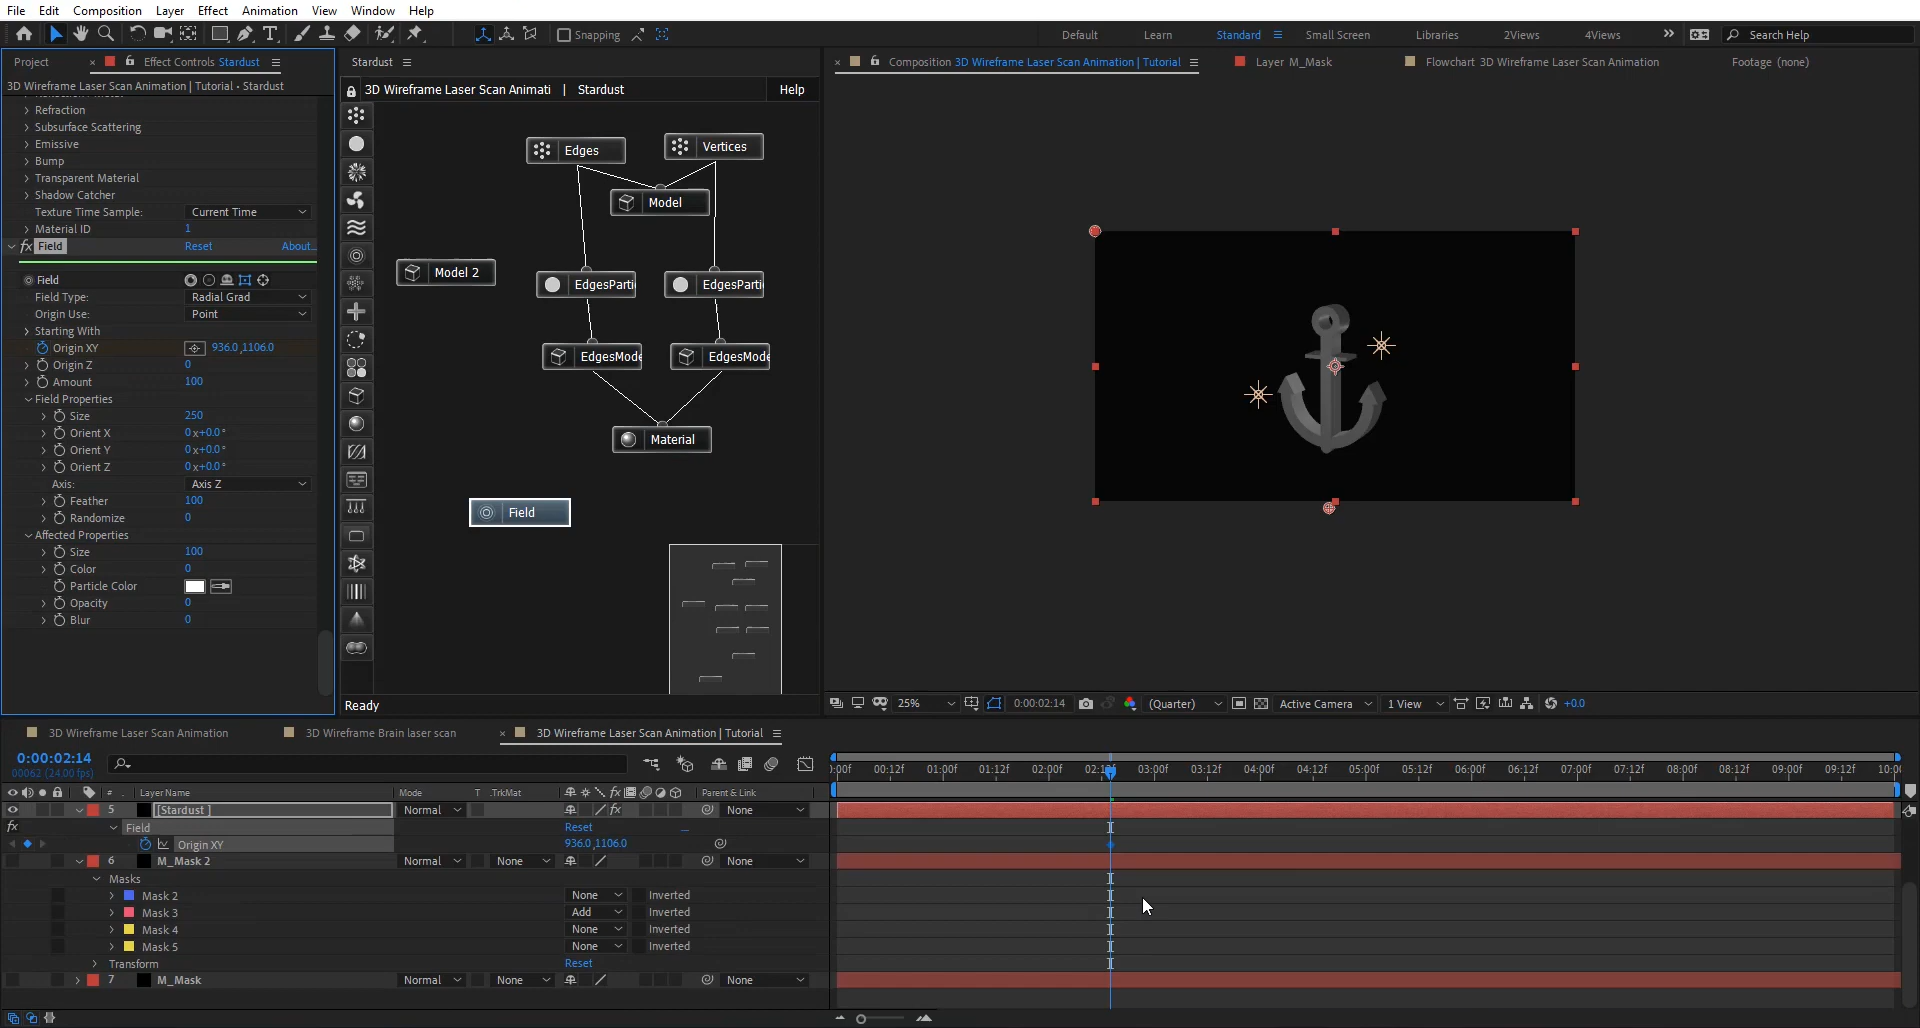 File Edit Composition Layer Effect Animation View Window Help
Snapping
Default Learn Standard Small Screen Libraries 2Views 4Views Search Help
Project Effect Controls Stardust
3D Wireframe Laser Scan Animation | Tutorial • Stardust
Refraction
Subsurface Scattering
Emissive
Bump
Transparent Material
Shadow Catcher
Texture Time Sample: Current Time
Material ID 1
fx Field Reset About...
Field
Field Type: Radial Grad
Origin Use: Point
Starting With
Origin XY 936.0,1106.0
Origin Z 0
Amount 100
Field Properties
Size 250
Orient X 0x+0.0°
Orient Y 0x+0.0°
Orient Z 0x+0.0°
Axis: Axis Z
Feather 100
Randomize 0
Affected Properties
Size 100
Color 0
Particle Color
Opacity 0
Blur 0
Stardust
3D Wireframe Laser Scan Animati | Stardust Help
Edges Vertices
Model
Model 2
EdgesParti EdgesParti
EdgesMode EdgesMode
Material
Field
Ready
Composition 3D Wireframe Laser Scan Animation | Tutorial Layer M_Mask Flowchart 3D Wireframe Laser Scan Animation Footage (none)
25% 0:00:02:14 (Quarter) Active Camera 1 View +0.0
3D Wireframe Laser Scan Animation 3D Wireframe Brain laser scan 3D Wireframe Laser Scan Animation | Tutorial
0:00:02:14
00062 (24.00 fps)
:00f 00:12f 01:00f 01:12f 02:00f 02:12f 03:00f 03:12f 04:00f 04:12f 05:00f 05:12f 06:00f 06:12f 07:00f 07:12f 08:00f 08:12f 09:00f 09:12f 10:0
# Layer Name Mode T .TrkMat fx Parent & Link
5 [Stardust ] Normal fx None
fx Field Reset
Origin XY 936.0,1106.0
6 M_Mask 2 Normal None None
Masks
Mask 2 None Inverted
Mask 3 Add Inverted
Mask 4 None Inverted
Mask 5 None Inverted
Transform Reset
7 M_Mask Normal None None